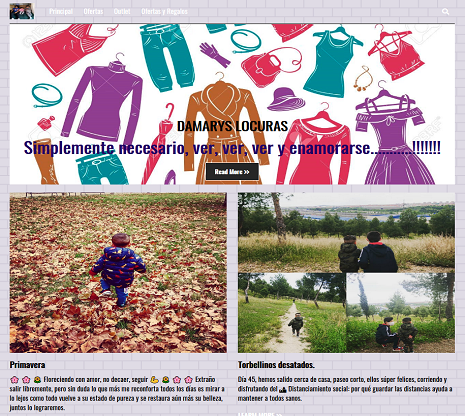 Principal Ofertas Outlet Ofertas y Regalos
DAMARYS LOCURAS
Simplemente necesario, ver, ver, ver y enamorarse...........!!!!!!!
Read More »
Primavera
🌸 🌸 🙇 Floreciendo con amor, no decaer, seguir 💪 🙇 🌸 🌸 Extraño
salir libremente, pero sin duda lo que más me reconforta todos los días es mirar a
lo lejos como todo vuelve a su estado de pureza y se restaura aún más su belleza,
juntos lo lograremos.
Torbellinos desatados.
Día 45, hemos salido cerca de casa, paseo corto, ellos súper felices, corriendo y
disfrutando del Distanciamiento social: por qué guardar las distancias ayuda a
mantener a todos sanos.
LEARN MORE »